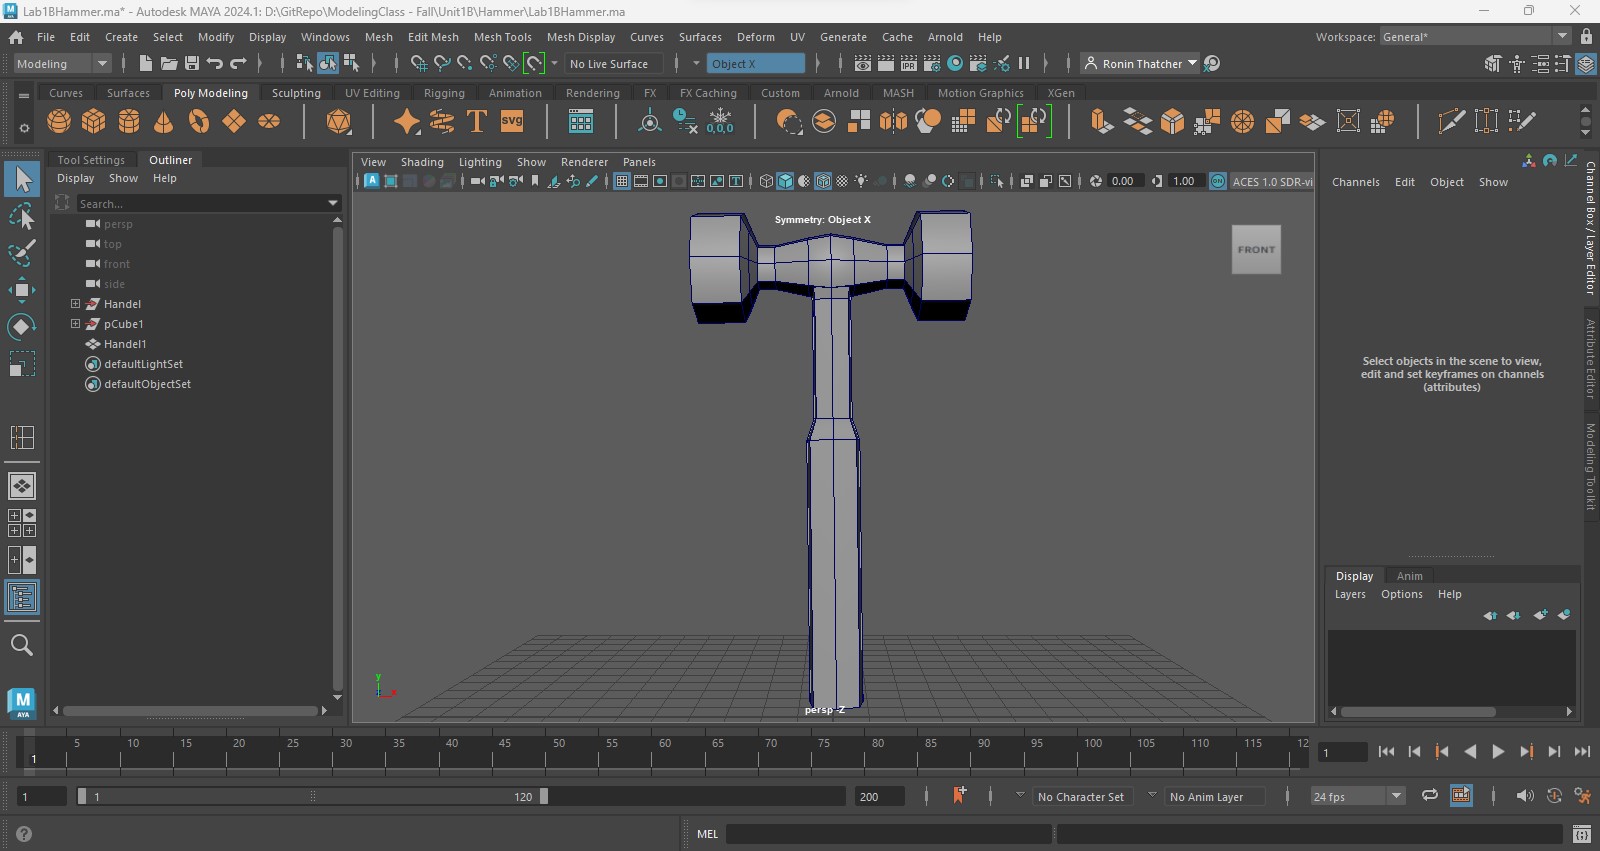 Lab1BHammer.ma* - Autodesk MAYA 2024.1: D:\GitRepo\ModelingClass - Fall\Unit1B\Hammer\Lab1BHammer.ma
File Edit Create Select Modify Display Windows Mesh Edit Mesh Mesh Tools Mesh Display Curves Surfaces Deform UV Generate Cache Arnold Help Workspace: General*
Modeling No Live Surface Object X Ronin Thatcher
Curves Surfaces Poly Modeling Sculpting UV Editing Rigging Animation Rendering FX FX Caching Custom Arnold MASH Motion Graphics XGen
T SVG 0,0,0
Tool Settings Outliner
Display Show Help
Search...
persp
top
front
side
Handel
pCube1
Handel1
defaultLightSet
defaultObjectSet
View Shading Lighting Show Renderer Panels
0.00 1.00 ACES 1.0 SDR-vi
Symmetry: Object X
FRONT
y
x
persp -Z
Channels Edit Object Show
Select objects in the scene to view,
edit and set keyframes on channels
(attributes)
Channel Box / Layer Editor
Attribute Editor
Modeling Toolkit
Display Anim
Layers Options Help
M
AYA
5 10 15 20 25 30 35 40 45 50 55 60 65 70 75 80 85 90 95 100 105 110 115 12
1
1
1 1 120 200 No Character Set No Anim Layer 24 fps
MEL